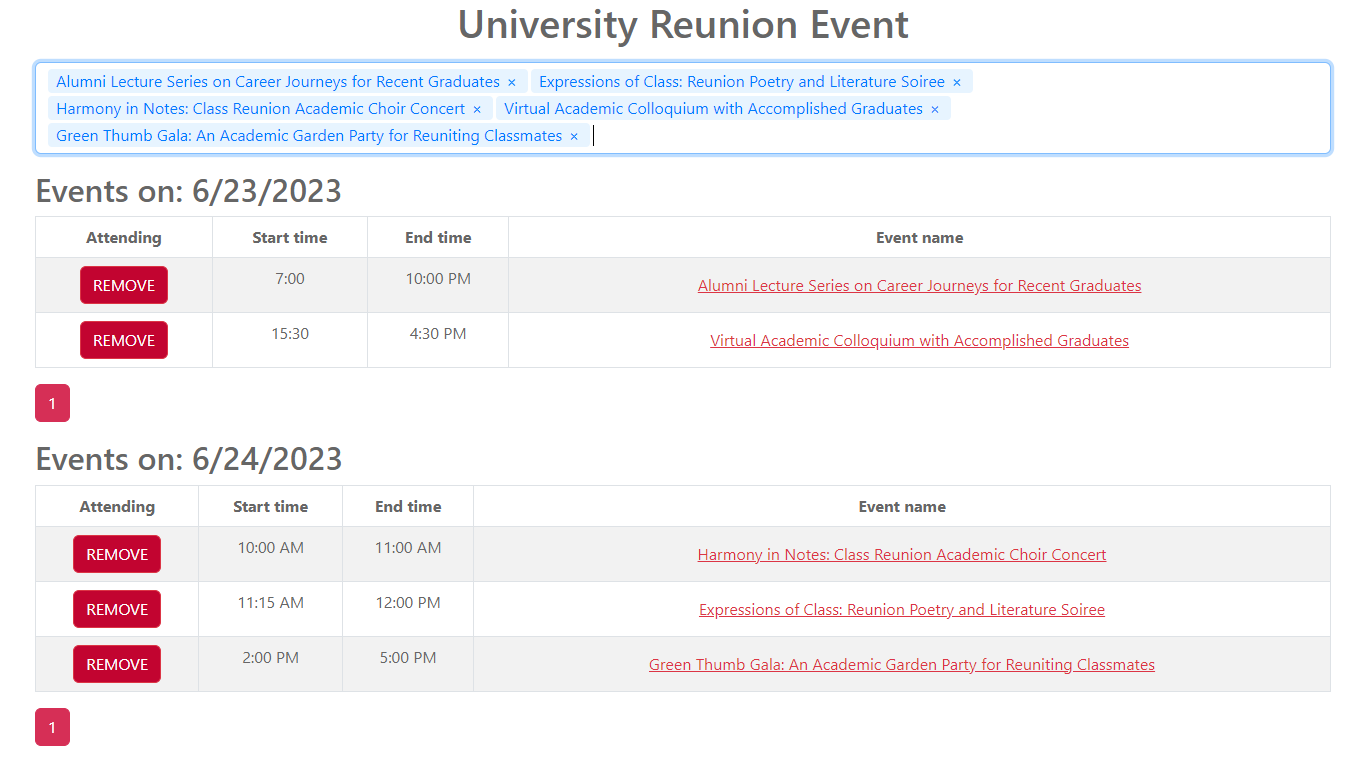 University Reunion Event
Alumni Lecture Series on Career Journeys for Recent Graduates × Expressions of Class: Reunion Poetry and Literature Soiree ×
Harmony in Notes: Class Reunion Academic Choir Concert × Virtual Academic Colloquium with Accomplished Graduates ×
Green Thumb Gala: An Academic Garden Party for Reuniting Classmates ×
Events on: 6/23/2023
Attending Start time End time Event name
REMOVE 7:00 10:00 PM Alumni Lecture Series on Career Journeys for Recent Graduates
REMOVE 15:30 4:30 PM Virtual Academic Colloquium with Accomplished Graduates
1
Events on: 6/24/2023
Attending Start time End time Event name
REMOVE 10:00 AM 11:00 AM Harmony in Notes: Class Reunion Academic Choir Concert
REMOVE 11:15 AM 12:00 PM Expressions of Class: Reunion Poetry and Literature Soiree
REMOVE 2:00 PM 5:00 PM Green Thumb Gala: An Academic Garden Party for Reuniting Classmates
1